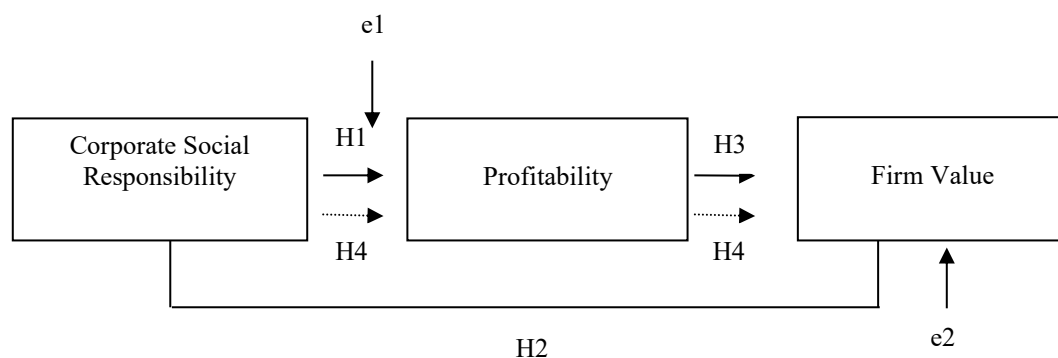 e1
Corporate Social
Responsibility
H1
H4
Profitability
H3
H4
Firm Value
H2
e2